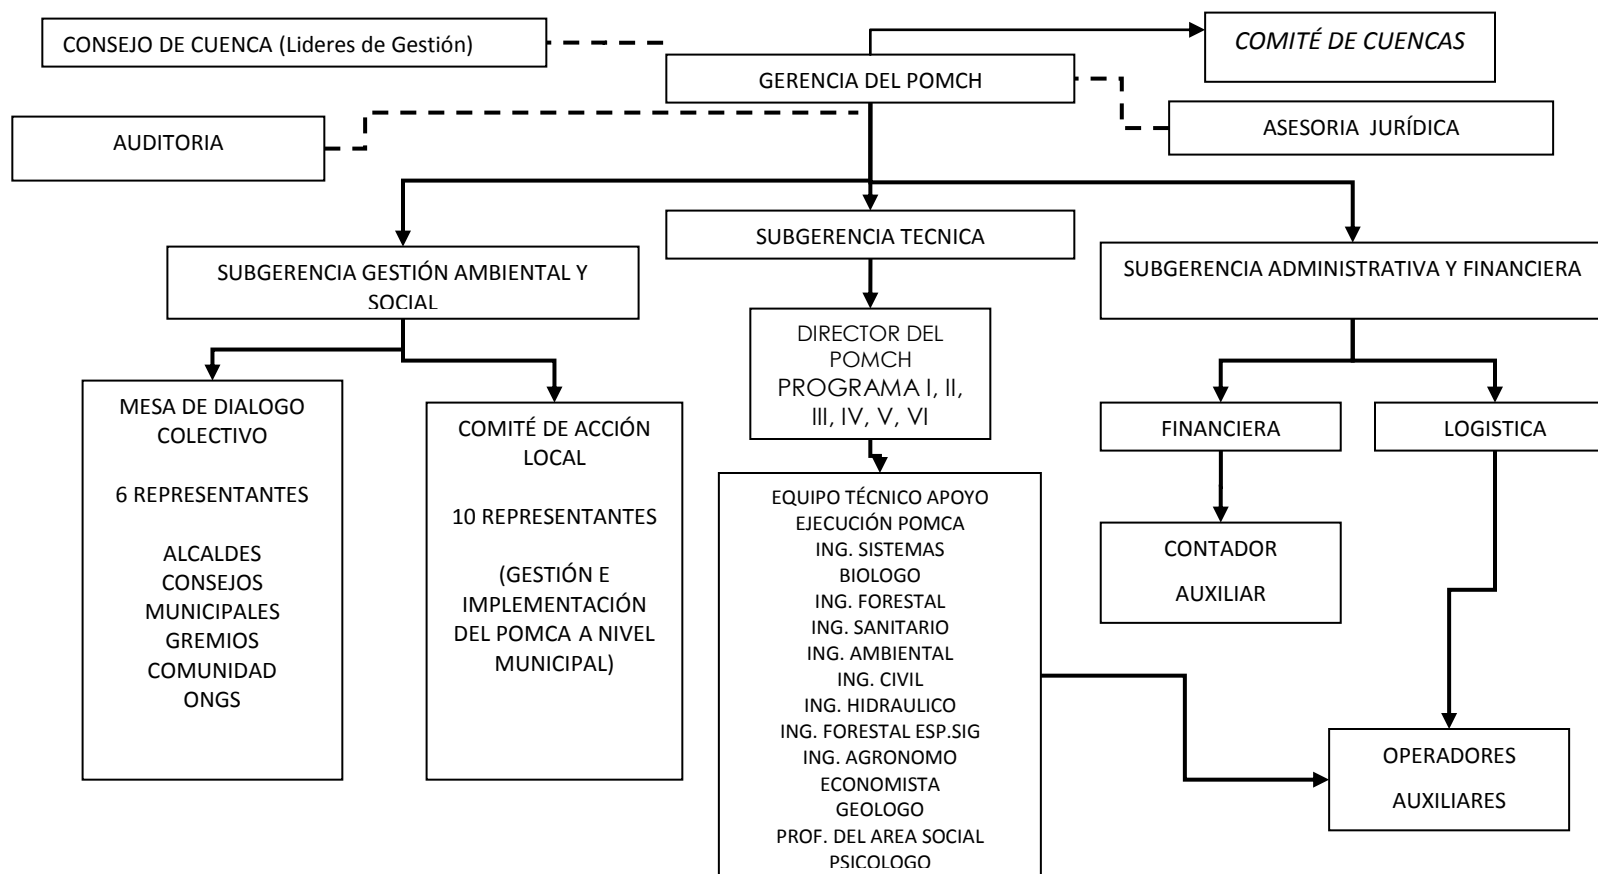 CONSEJO DE CUENCA (Lideres de Gestión)
COMITÉ DE CUENCAS
GERENCIA DEL POMCH
AUDITORIA
ASESORIA JURÍDICA
SUBGERENCIA GESTIÓN AMBIENTAL Y
SOCIAL
SUBGERENCIA TECNICA
SUBGERENCIA ADMINISTRATIVA Y FINANCIERA
MESA DE DIALOGO
COLECTIVO
6 REPRESENTANTES
ALCALDES
CONSEJOS
MUNICIPALES
GREMIOS
COMUNIDAD
ONGS
COMITÉ DE ACCIÓN
LOCAL
10 REPRESENTANTES
(GESTIÓN E
IMPLEMENTACIÓN
DEL POMCA A NIVEL
MUNICIPAL)
DIRECTOR DEL
POMCH
PROGRAMA I, II,
III, IV, V, VI
EQUIPO TÉCNICO APOYO
EJECUCIÓN POMCA
ING. SISTEMAS
BIOLOGO
ING. FORESTAL
ING. SANITARIO
ING. AMBIENTAL
ING. CIVIL
ING. HIDRAULICO
ING. FORESTAL ESP.SIG
ING. AGRONOMO
ECONOMISTA
GEOLOGO
PROF. DEL AREA SOCIAL
PSICOLOGO
FINANCIERA
LOGISTICA
CONTADOR
AUXILIAR
OPERADORES
AUXILIARES